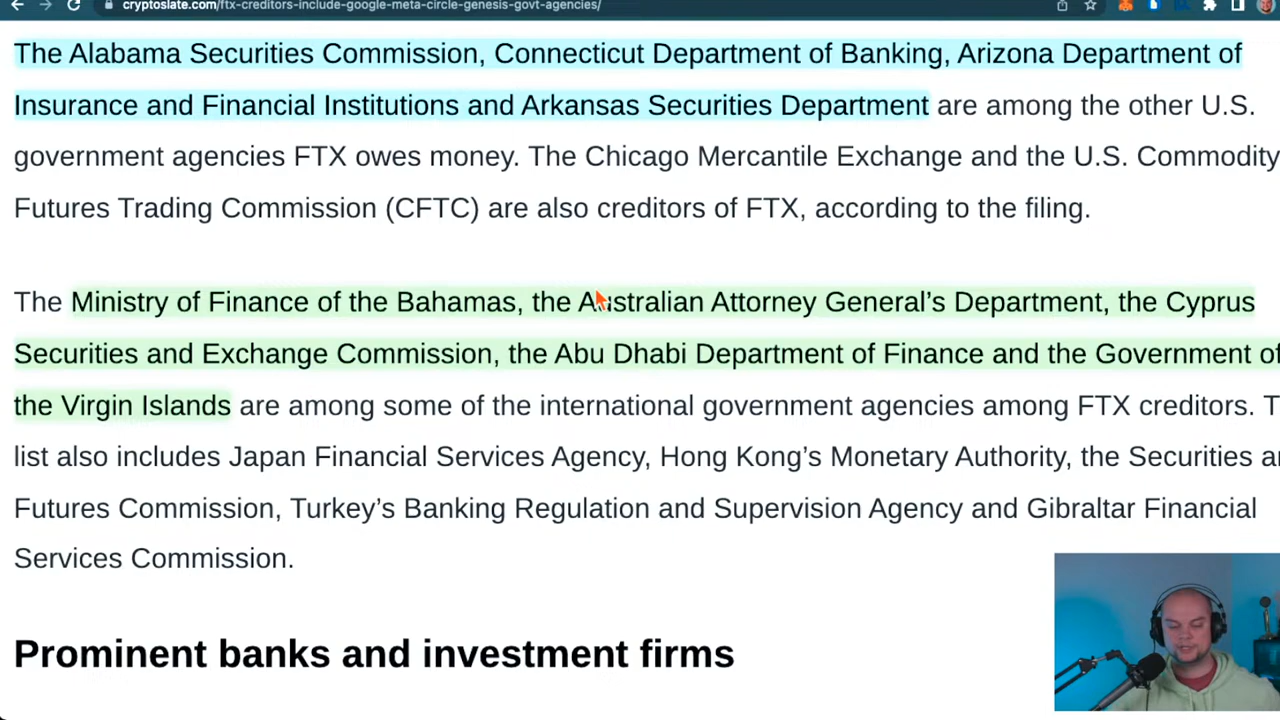 cryptoslate.com/ftx-creditors-include-google-meta-circle-genesis-govt-agencies/
The Alabama Securities Commission, Connecticut Department of Banking, Arizona Department of
Insurance and Financial Institutions and Arkansas Securities Department are among the other U.S.
government agencies FTX owes money. The Chicago Mercantile Exchange and the U.S. Commodity
Futures Trading Commission (CFTC) are also creditors of FTX, according to the filing.
The Ministry of Finance of the Bahamas, the Australian Attorney General’s Department, the Cyprus
Securities and Exchange Commission, the Abu Dhabi Department of Finance and the Government of
the Virgin Islands are among some of the international government agencies among FTX creditors. T
list also includes Japan Financial Services Agency, Hong Kong’s Monetary Authority, the Securities a
Futures Commission, Turkey’s Banking Regulation and Supervision Agency and Gibraltar Financial
Services Commission.
Prominent banks and investment firms